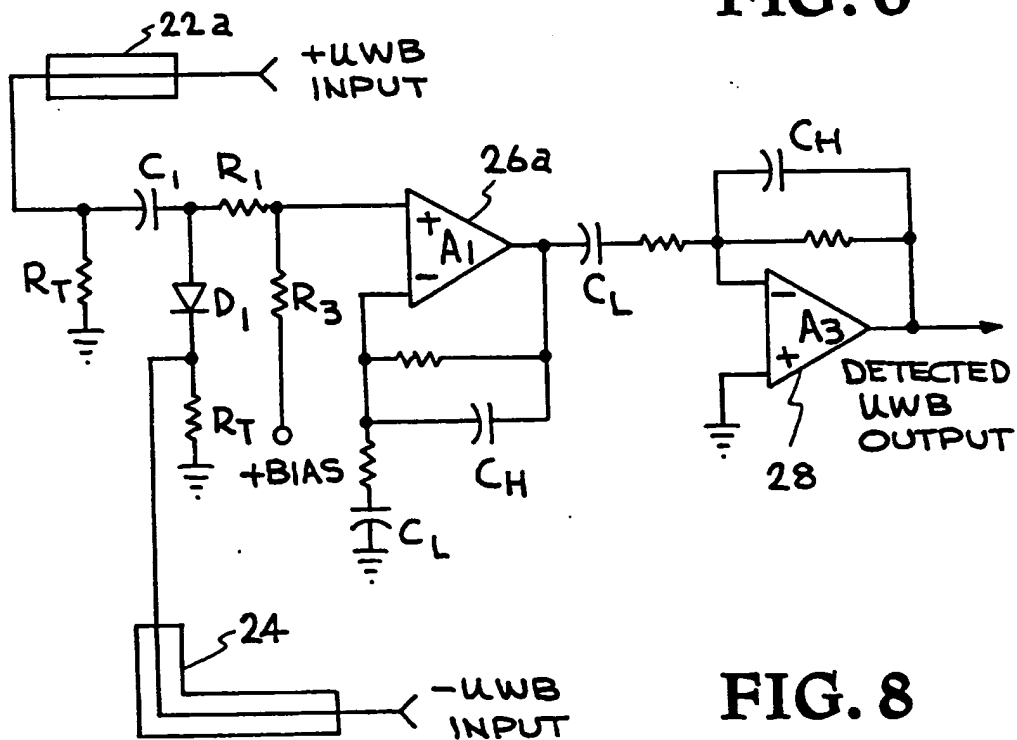 FIG. 6
22a
+UWB
INPUT
C1
R1
26a
CH
+
A1
−
RT
D1
R3
CL
−
A3
+
DETECTED
UWB
OUTPUT
RT
+BIAS
CH
28
CL
24
-UWB
INPUT
FIG. 8